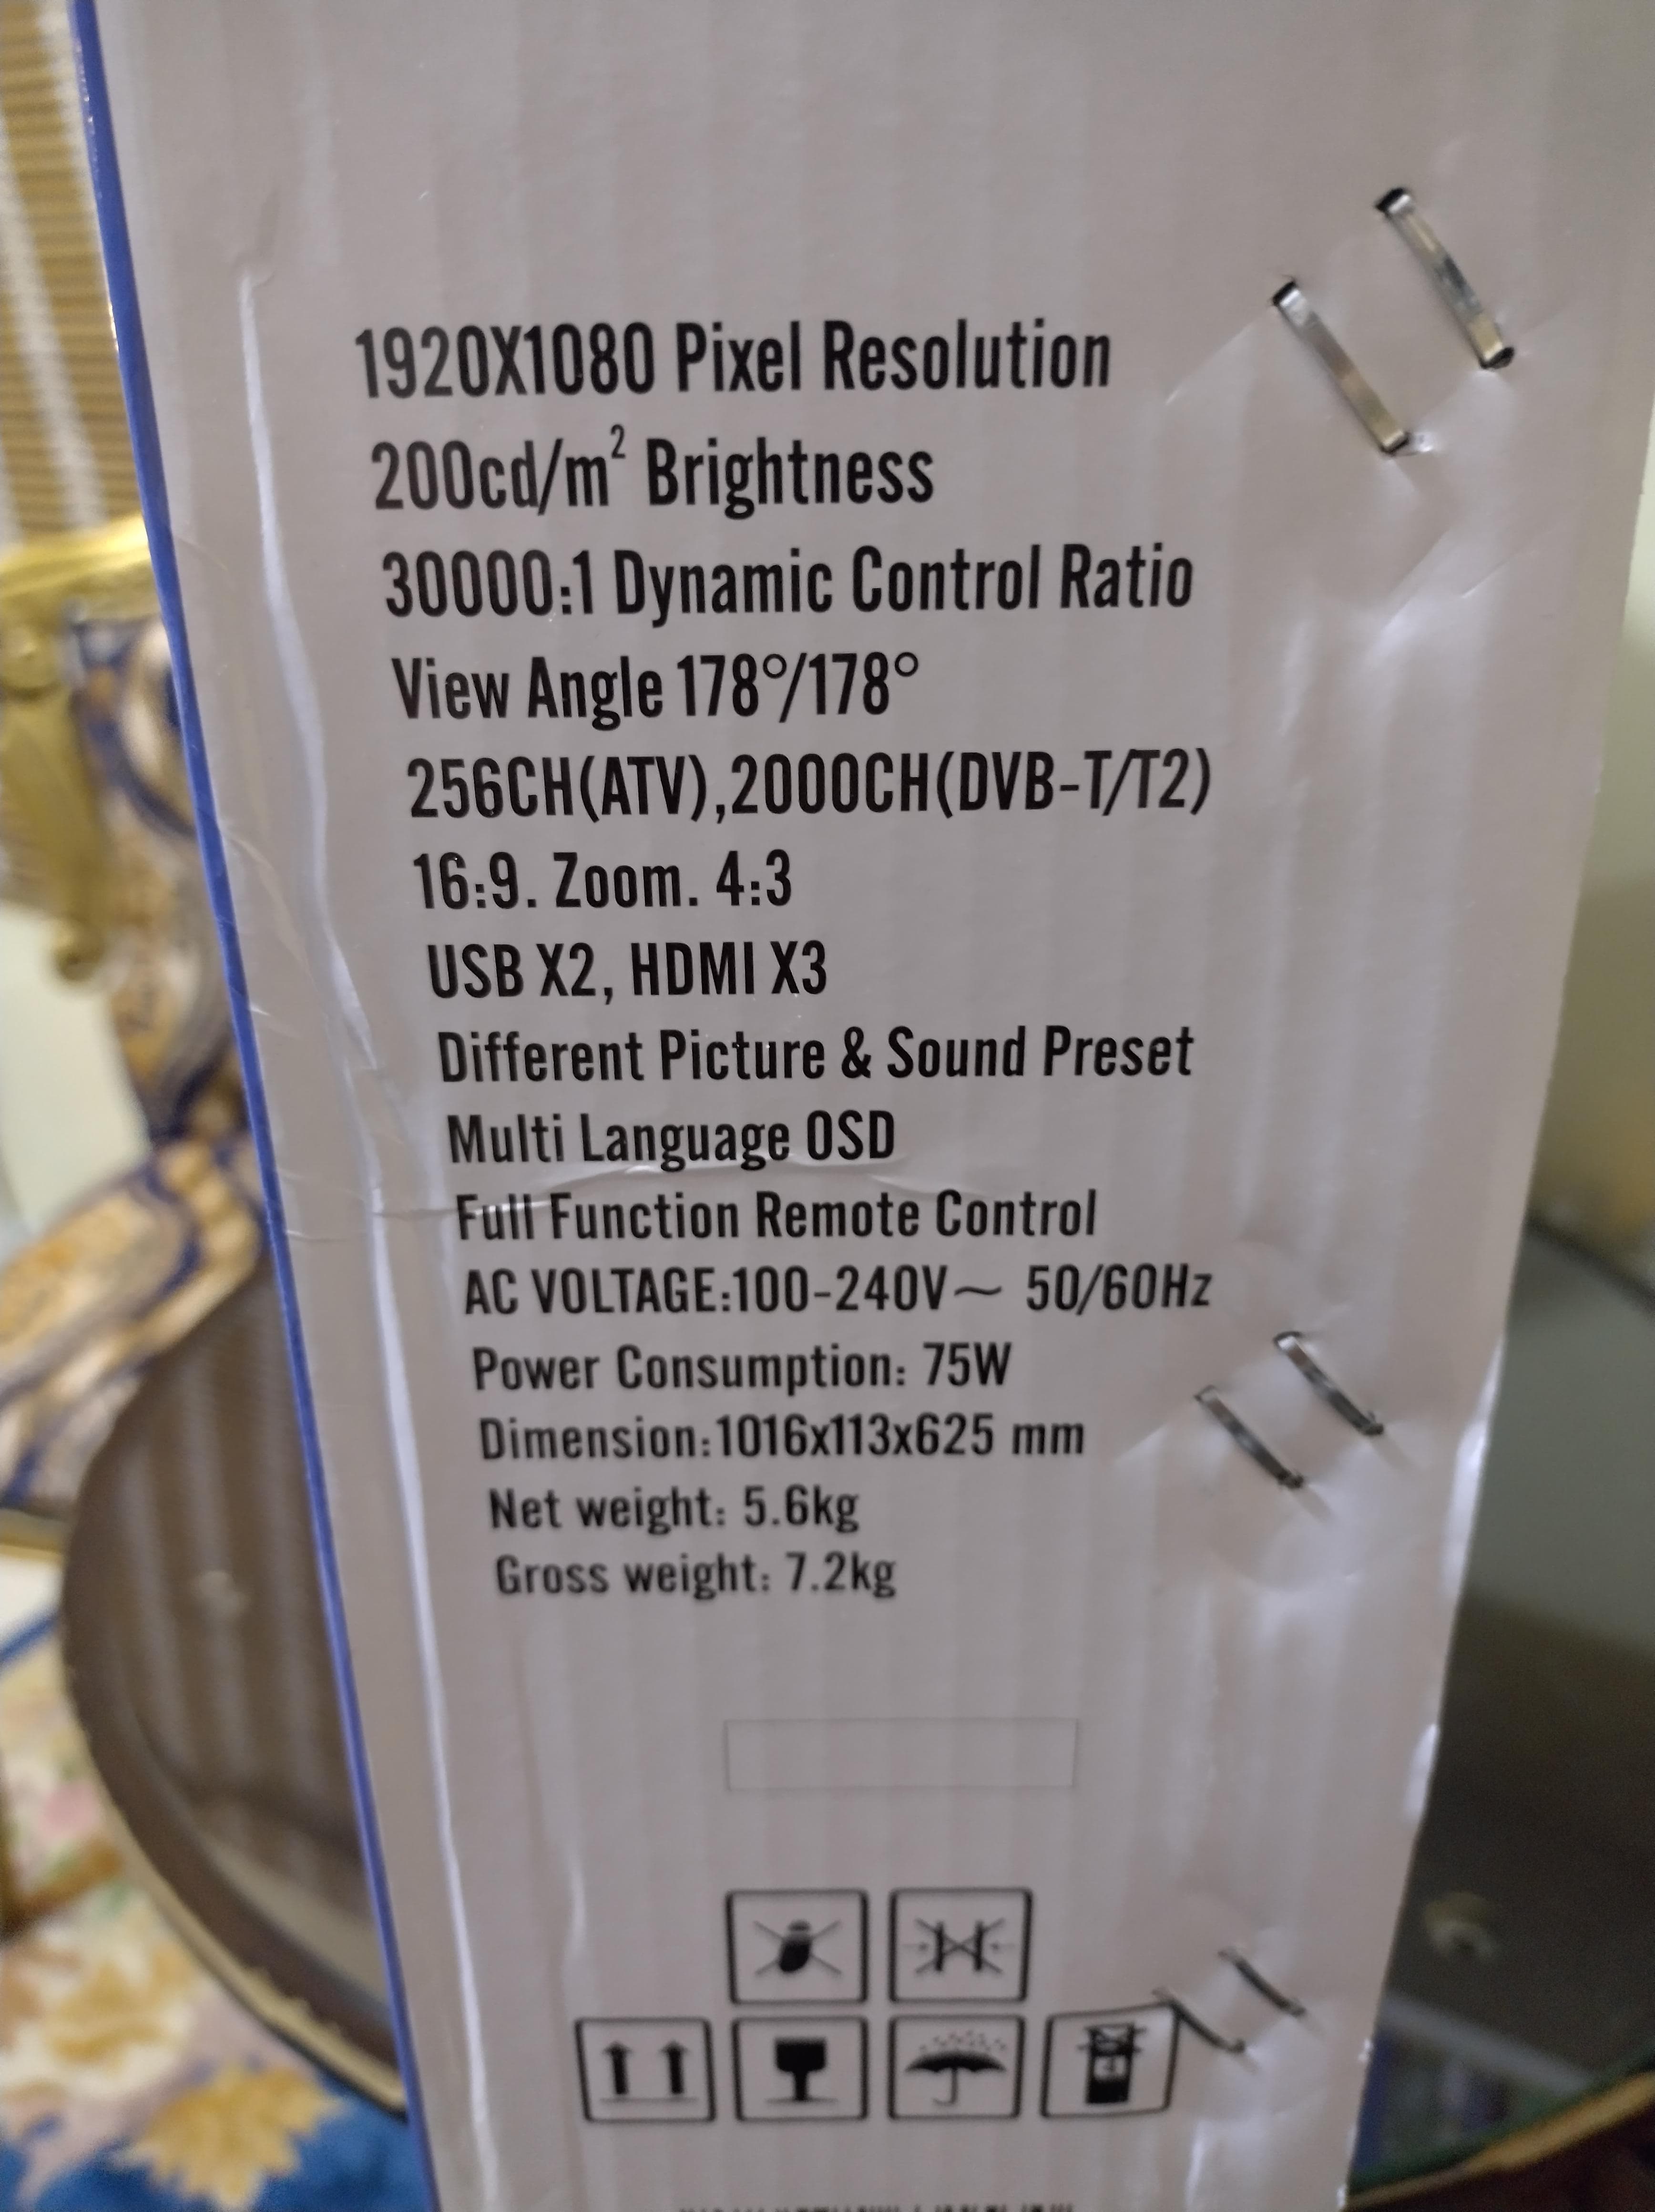 1920X1080 Pixel Resolution
200cd/m² Brightness
30000:1 Dynamic Control Ratio
View Angle 178°/178°
256CH(ATV),2000CH(DVB-T/T2)
16:9. Zoom. 4:3
USB X2, HDMI X3
Different Picture & Sound Preset
Multi Language OSD
Full Function Remote Control
AC VOLTAGE:100-240V~ 50/60Hz
Power Consumption: 75W
Dimension:1016x113x625 mm
Net weight: 5.6kg
Gross weight: 7.2kg
4